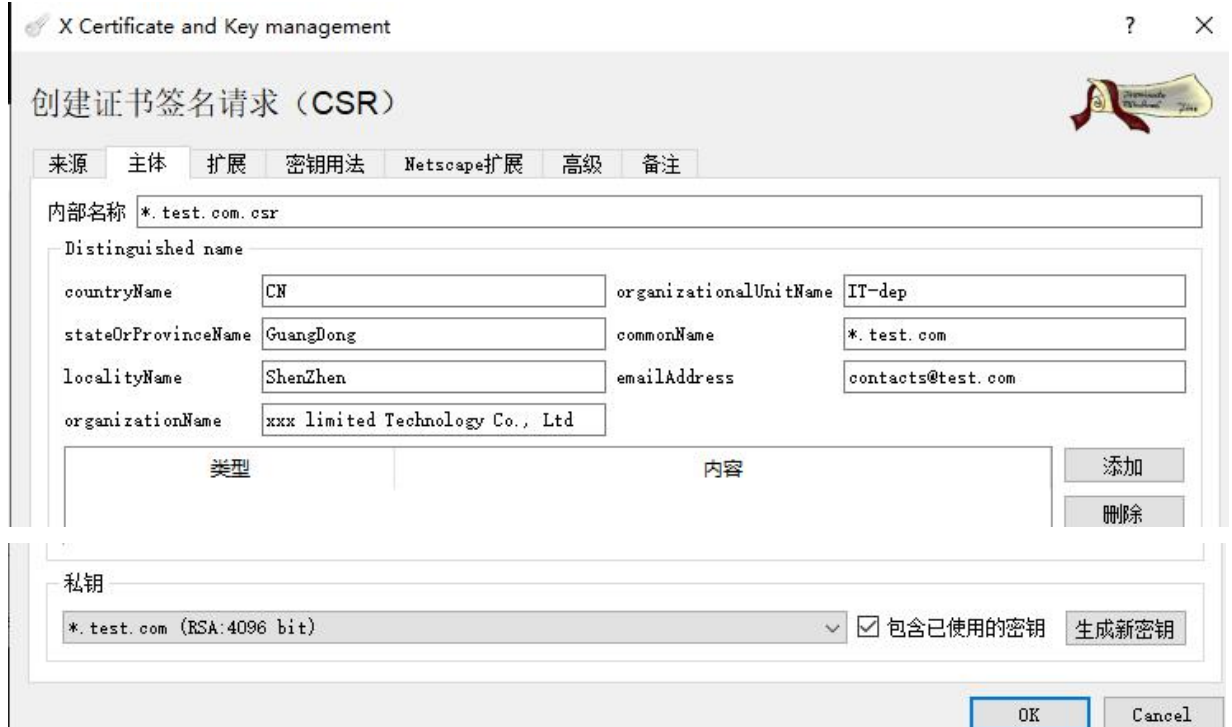 X Certificate and Key management ? ×
创建证书签名请求（CSR）
来源 主体 扩展 密钥用法 Netscape扩展 高级 备注
内部名称 *.test.com.csr
Distinguished name
countryName CN organizationalUnitName IT-dep
stateOrProvinceName GuangDong commonName *.test.com
localityName ShenZhen emailAddress contacts@test.com
organizationName xxx limited Technology Co., Ltd
类型 内容 添加
删除
私钥
*.test.com (RSA:4096 bit) 包含已使用的密钥 生成新密钥
OK Cancel